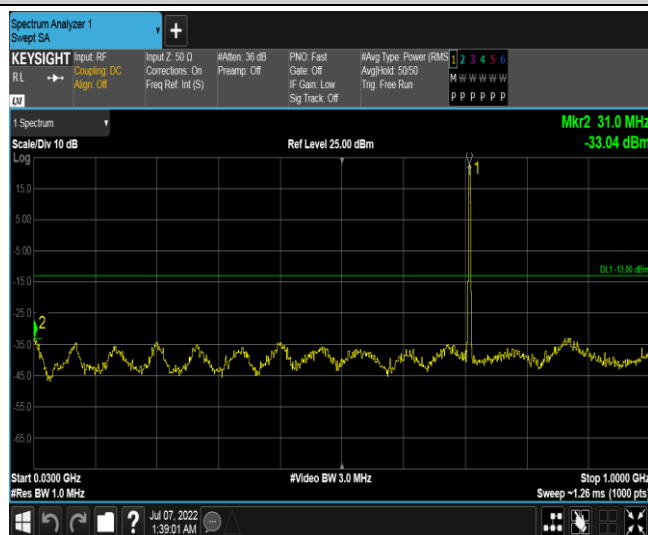 Spectrum Analyzer 1
Swept SA
+
KEYSIGHT
RL
LXI
Input: RF
Coupling: DC
Align: Off
Input Z: 50 Ω
Corrections: On
Freq Ref: Int (S)
#Atten: 36 dB
Preamp: Off
PNO: Fast
Gate: Off
IF Gain: Low
Sig Track: Off
#Avg Type: Power (RMS
Avg|Hold: 50/50
Trig: Free Run
1 2 3 4 5 6
M W W W W W
P P P P P P
1 Spectrum
Mkr2 31.0 MHz
Scale/Div 10 dB
Ref Level 25.00 dBm
-33.04 dBm
Log
1
15.0
5.00
-5.00
DL1 -13.00 dBm
-15.0
-25.0
2
-35.0
-45.0
-55.0
-65.0
Start 0.0300 GHz
#Video BW 3.0 MHz
Stop 1.0000 GHz
#Res BW 1.0 MHz
Sweep ~1.26 ms (1000 pts)
?
Jul 07, 2022
1:39:01 AM